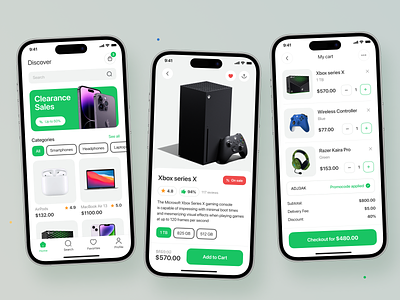 9:41
Discover
2
Search
Clearance
Sales
Up to 50%
Categories
See all
All
Smartphones
Headphones
Laptop
AirPods
4.9
$132.00
MacBook Air 13
5.0
$1100.00
Home
Search
Favorites
Profile
9:41
Xbox series X
On sale
4.8
94%
The Microsoft Xbox Series X gaming console
is capable of impressing with minimal boot times
and mesmerizing visual effects when playing games
at up to 120 frames per second!
1 TB
825 GB
512 GB
$570.00
Add to Cart
9:41
My cart
Xbox series X
1 TB
$570.00
1
Wireless Controller
Blue
$77.00
1
Razer Kaira Pro
Green
$153.00
1
ADJ3AK
Promocode applied
Subtotal
$800.00
Delivery Fee
$5.00
Discount
40%
Checkout for $480.00